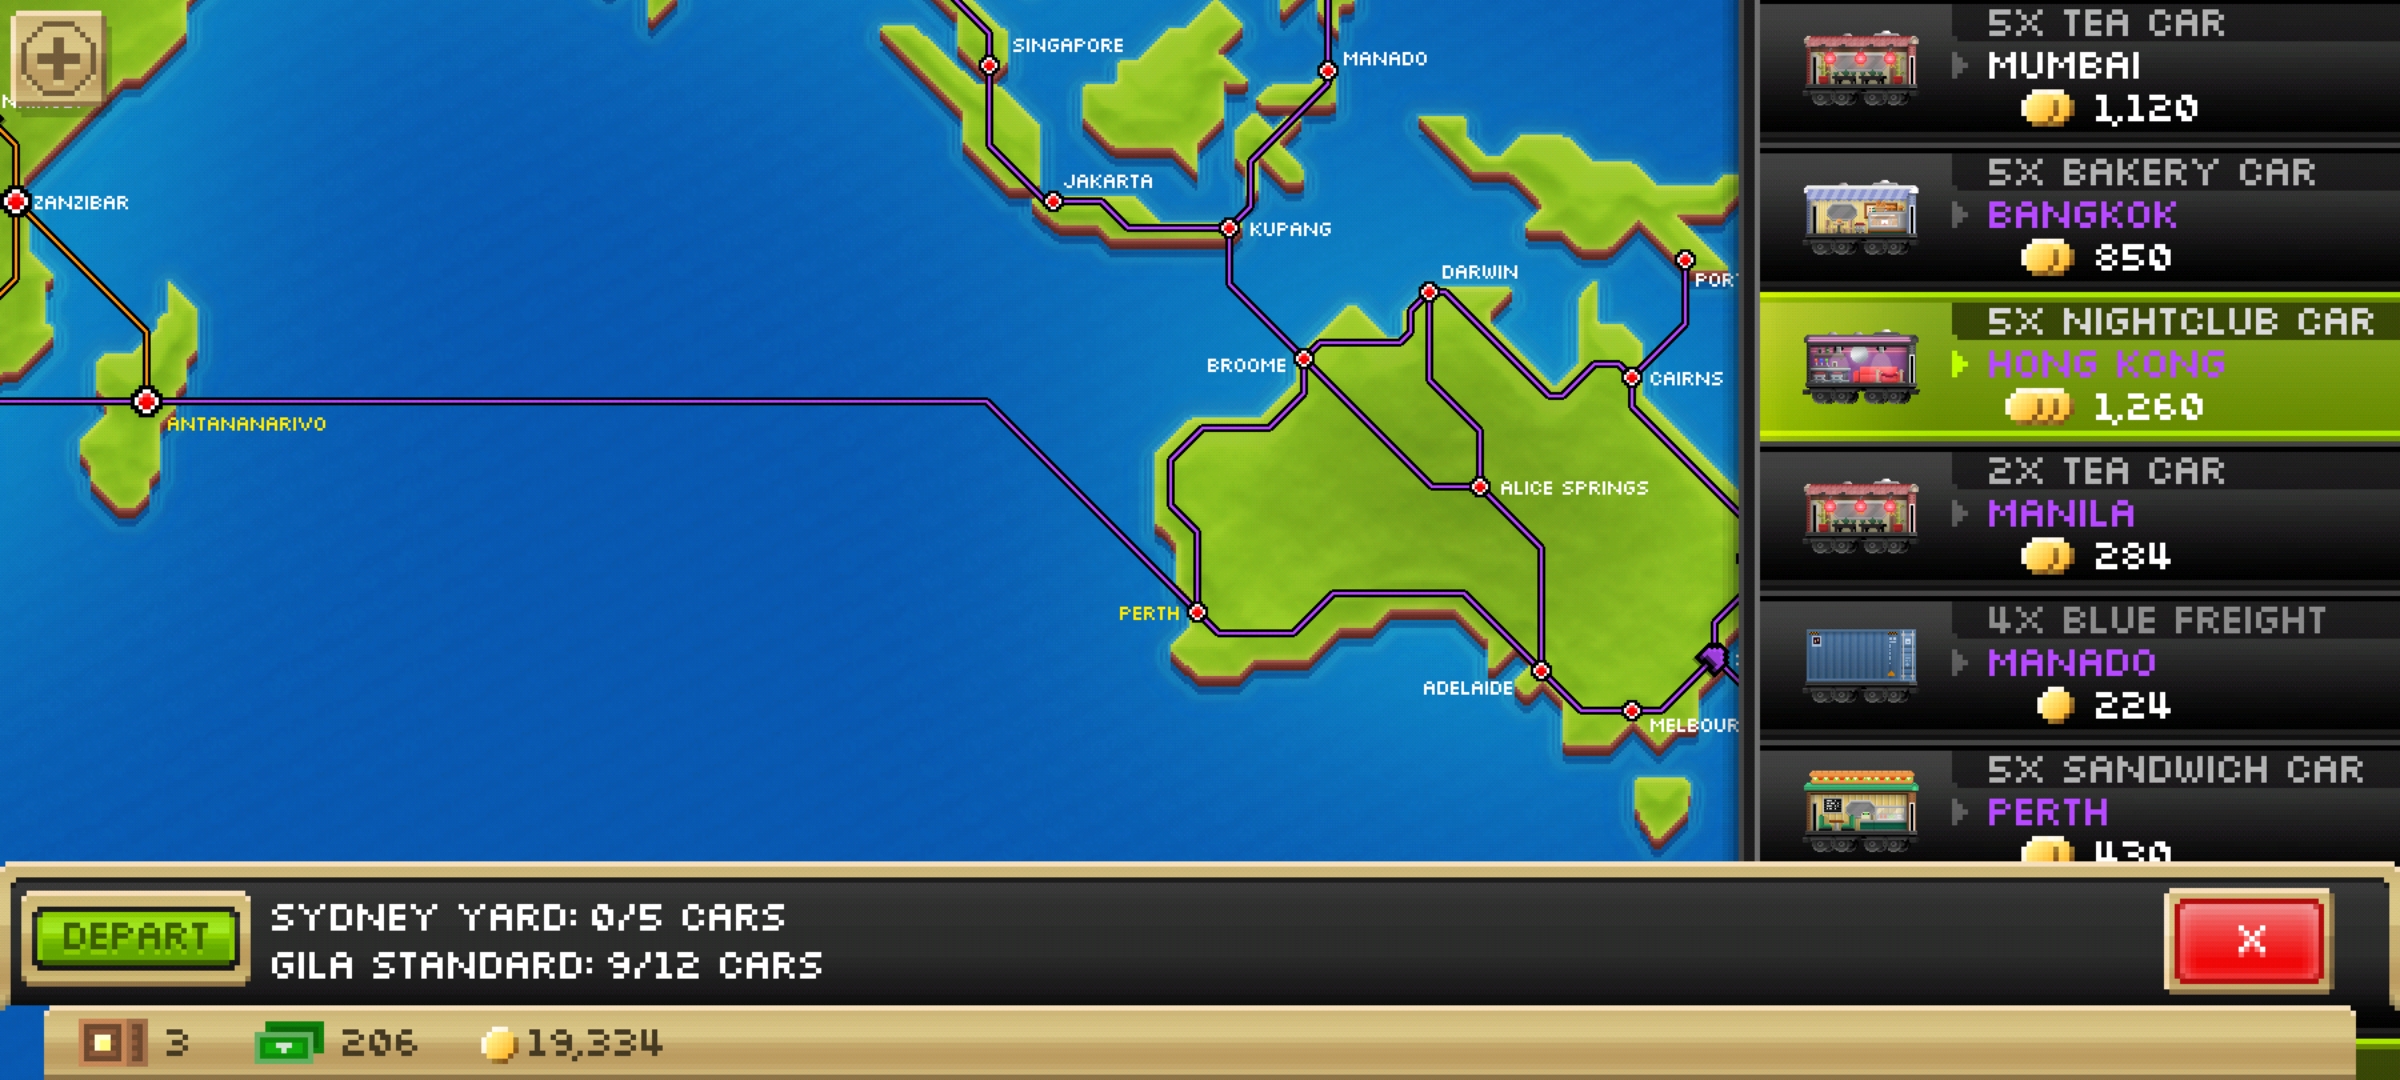 SINGAPORE
MANADO
JAKARTA
ZANZIBAR
KUPANG
DARWIN
POR
BROOME
CAIRNS
ANTANANARIVO
ALICE SPRINGS
PERTH
ADELAIDE
MELBOUR
5X TEA CAR
MUMBAI
1,120
5X BAKERY CAR
BANGKOK
850
5X NIGHTCLUB CAR
HONG KONG
1,260
2X TEA CAR
MANILA
284
4X BLUE FREIGHT
MANADO
224
5X SANDWICH CAR
PERTH
430
DEPART
SYDNEY YARD: 0/5 CARS
GILA STANDARD: 9/12 CARS
X
3
206
19,334